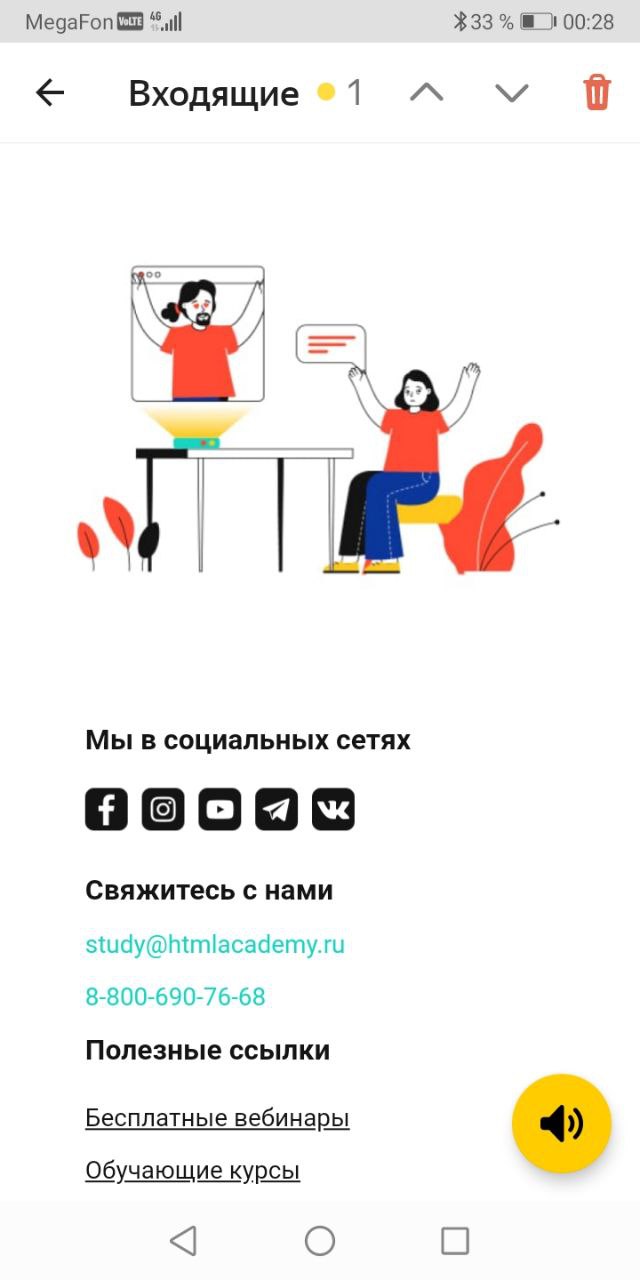 MegaFon VoLTE 4G 33 % 00:28
Входящие 1
Мы в социальных сетях
Свяжитесь с нами
study@htmlacademy.ru
8-800-690-76-68
Полезные ссылки
Бесплатные вебинары
Обучающие курсы